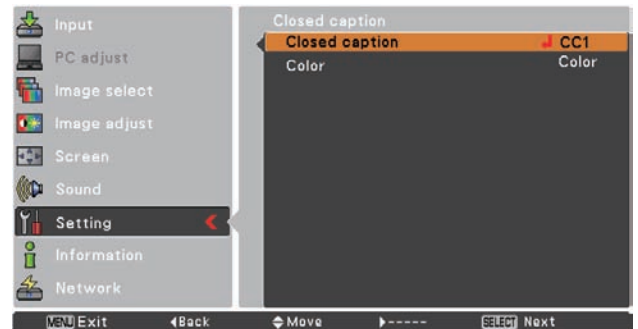 Input
PC adjust
Image select
Image adjust
Screen
Sound
Setting
Information
Network
Closed caption
Closed caption CC1
Color Color
MENU Exit Back Move ----- SELECT Next